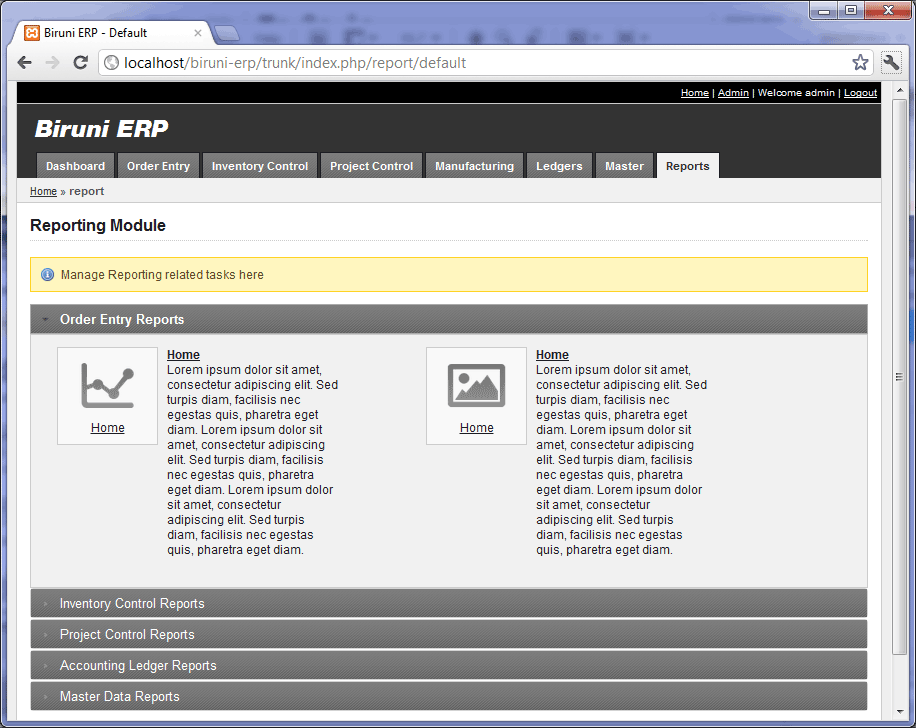 Biruni ERP - Default
localhost/biruni-erp/trunk/index.php/report/default
Home | Admin | Welcome admin | Logout
Biruni ERP
Dashboard Order Entry Inventory Control Project Control Manufacturing Ledgers Master Reports
Home » report
Reporting Module
Manage Reporting related tasks here
Order Entry Reports
Home
Home
Lorem ipsum dolor sit amet,
consectetur adipiscing elit. Sed
turpis diam, facilisis nec
egestas quis, pharetra eget
diam. Lorem ipsum dolor sit
amet, consectetur adipiscing
elit. Sed turpis diam, facilisis
nec egestas quis, pharetra
eget diam. Lorem ipsum dolor
sit amet, consectetur
adipiscing elit. Sed turpis
diam, facilisis nec egestas
quis, pharetra eget diam.
Home
Home
Lorem ipsum dolor sit amet,
consectetur adipiscing elit. Sed
turpis diam, facilisis nec
egestas quis, pharetra eget
diam. Lorem ipsum dolor sit
amet, consectetur adipiscing
elit. Sed turpis diam, facilisis
nec egestas quis, pharetra
eget diam. Lorem ipsum dolor
sit amet, consectetur
adipiscing elit. Sed turpis
diam, facilisis nec egestas
quis, pharetra eget diam.
Inventory Control Reports
Project Control Reports
Accounting Ledger Reports
Master Data Reports